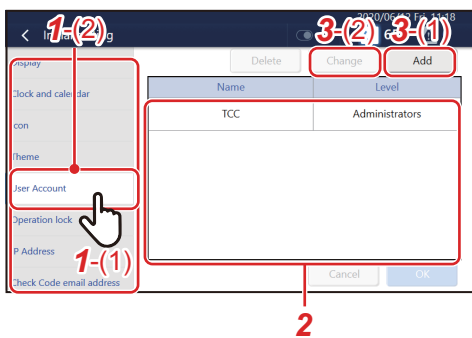 2020/06/12 Fri 11:18
1-(2)
3-(2)
3-(1)
Display
Delete
Change
Add
Name
Level
Clock and calendar
TCC
Administrators
Icon
Theme
User Account
Operation lock
1-(1)
IP Address
Check Code email address
Cancel
OK
2